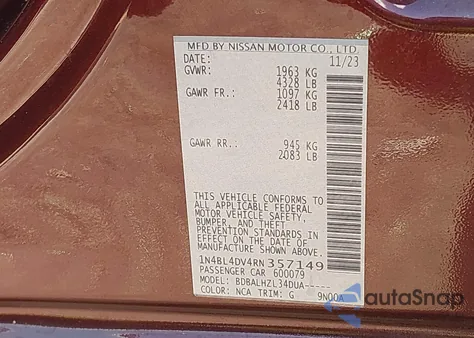 MFD BY NISSAN MOTOR CO., LTD.
DATE: 11/23
GVWR: 1963 KG
4328 LB
GAWR FR.: 1097 KG
2418 LB
GAWR RR.: 945 KG
2083 LB
THIS VEHICLE CONFORMS TO
ALL APPLICABLE FEDERAL
MOTOR VEHICLE SAFETY,
BUMPER, AND THEFT
PREVENTION STANDARDS IN
EFFECT ON THE DATE OF
MANUFACTURE SHOWN ABOVE.
1N4BL4DV4RN357149
PASSENGER CAR 600079
MODEL: BDBALHZL34DUA-----
COLOR: NCA TRIM: G 9N00A
autoSnap